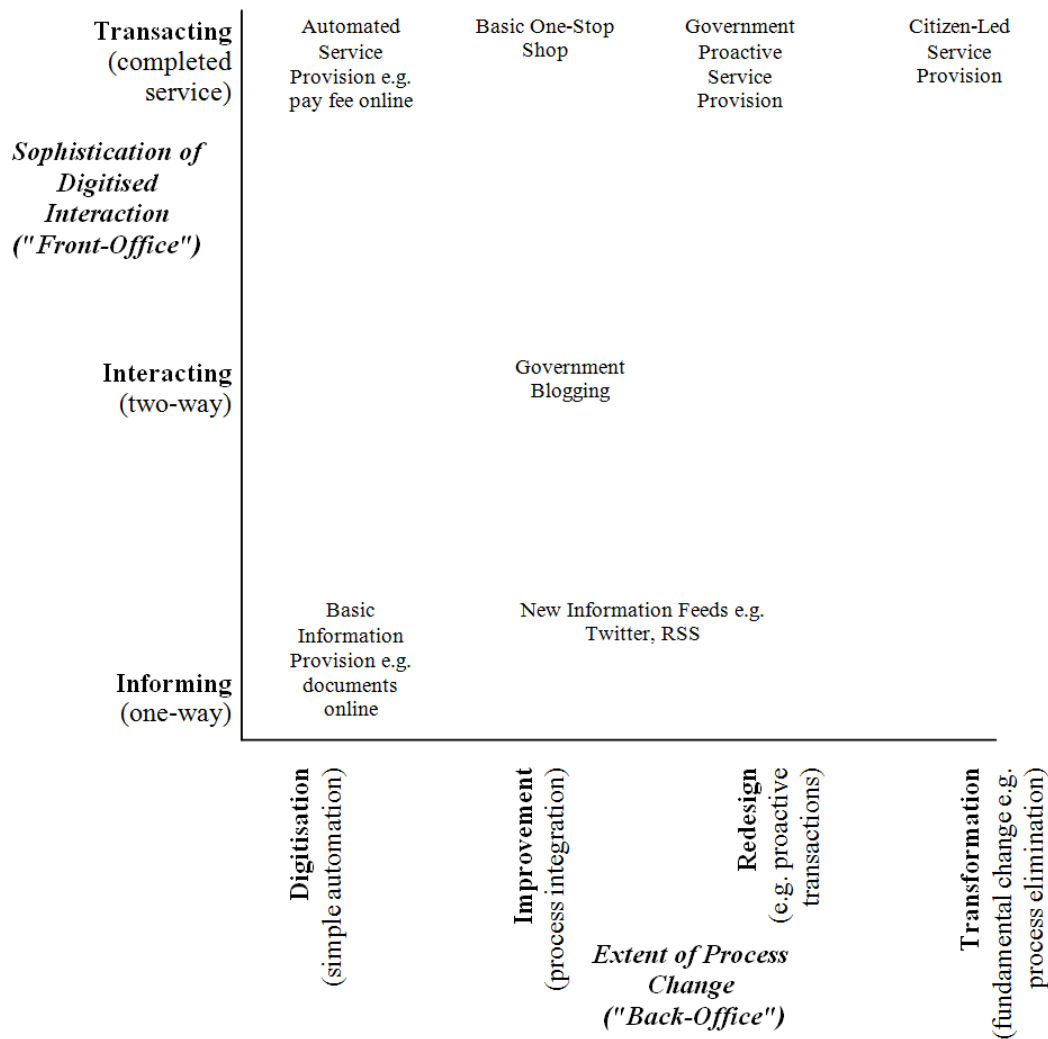 Transacting
(completed
service)
Automated
Service
Provision e.g.
pay fee online
Basic One-Stop
Shop
Government
Proactive
Service
Provision
Citizen-Led
Service
Provision
Sophistication of
Digitised
Interaction
("Front-Office")
Interacting
(two-way)
Government
Blogging
Basic
Information
Provision e.g.
documents
online
New Information Feeds e.g.
Twitter, RSS
Informing
(one-way)
Digitisation
(simple automation)
Improvement
(process integration)
Redesign
(e.g. proactive
transactions)
Transformation
(fundamental change e.g.
process elimination)
Extent of Process
Change
("Back-Office")